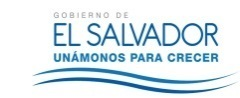 GOBIERNO DE
EL SALVADOR
UNÁMONOS PARA CRECER